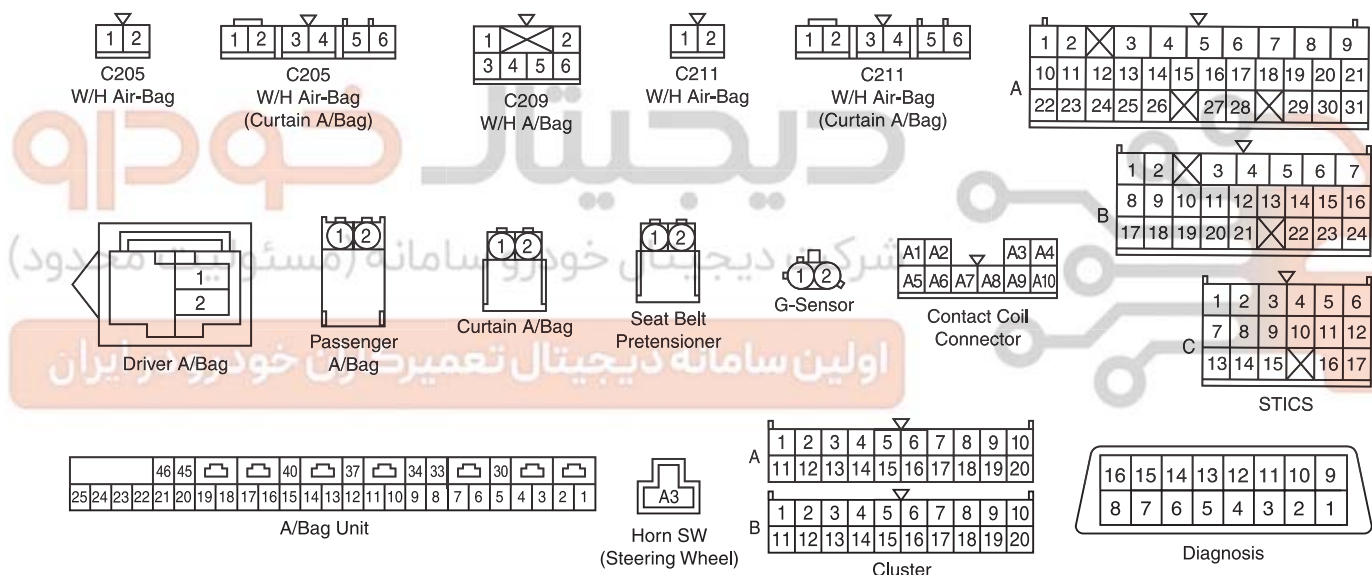 1 2
C205
W/H Air-Bag
1 2 3 4 5 6
C205
W/H Air-Bag
(Curtain A/Bag)
1 2
3 4 5 6
C209
W/H A/Bag
1 2
C211
W/H Air-Bag
1 2 3 4 5 6
C211
W/H Air-Bag
(Curtain A/Bag)
A
1 2 3 4 5 6 7 8 9
10 11 12 13 14 15 16 17 18 19 20 21
22 23 24 25 26 27 28 29 30 31
B
1 2 3 4 5 6 7
8 9 10 11 12 13 14 15 16
17 18 19 20 21 22 23 24
C
1 2 3 4 5 6
7 8 9 10 11 12
13 14 15 16 17
STICS
دیجیتال خودرو
شرکت دیجیتال خودرو سامانه (مسئولیت محدود)
اولین سامانه دیجیتال تعمیرکاران خودرو در ایران
1
2
Driver A/Bag
1 2
Passenger
A/Bag
1 2
Curtain A/Bag
1 2
Seat Belt
Pretensioner
1 2
G-Sensor
A1 A2 A3 A4
A5 A6 A7 A8 A9 A10
Contact Coil
Connector
46 45 40 37 34 33 30
25 24 23 22 21 20 19 18 17 16 15 14 13 12 11 10 9 8 7 6 5 4 3 2 1
A/Bag Unit
A3
Horn SW
(Steering Wheel)
A
1 2 3 4 5 6 7 8 9 10
11 12 13 14 15 16 17 18 19 20
B
1 2 3 4 5 6 7 8 9 10
11 12 13 14 15 16 17 18 19 20
Cluster
16 15 14 13 12 11 10 9
8 7 6 5 4 3 2 1
Diagnosis